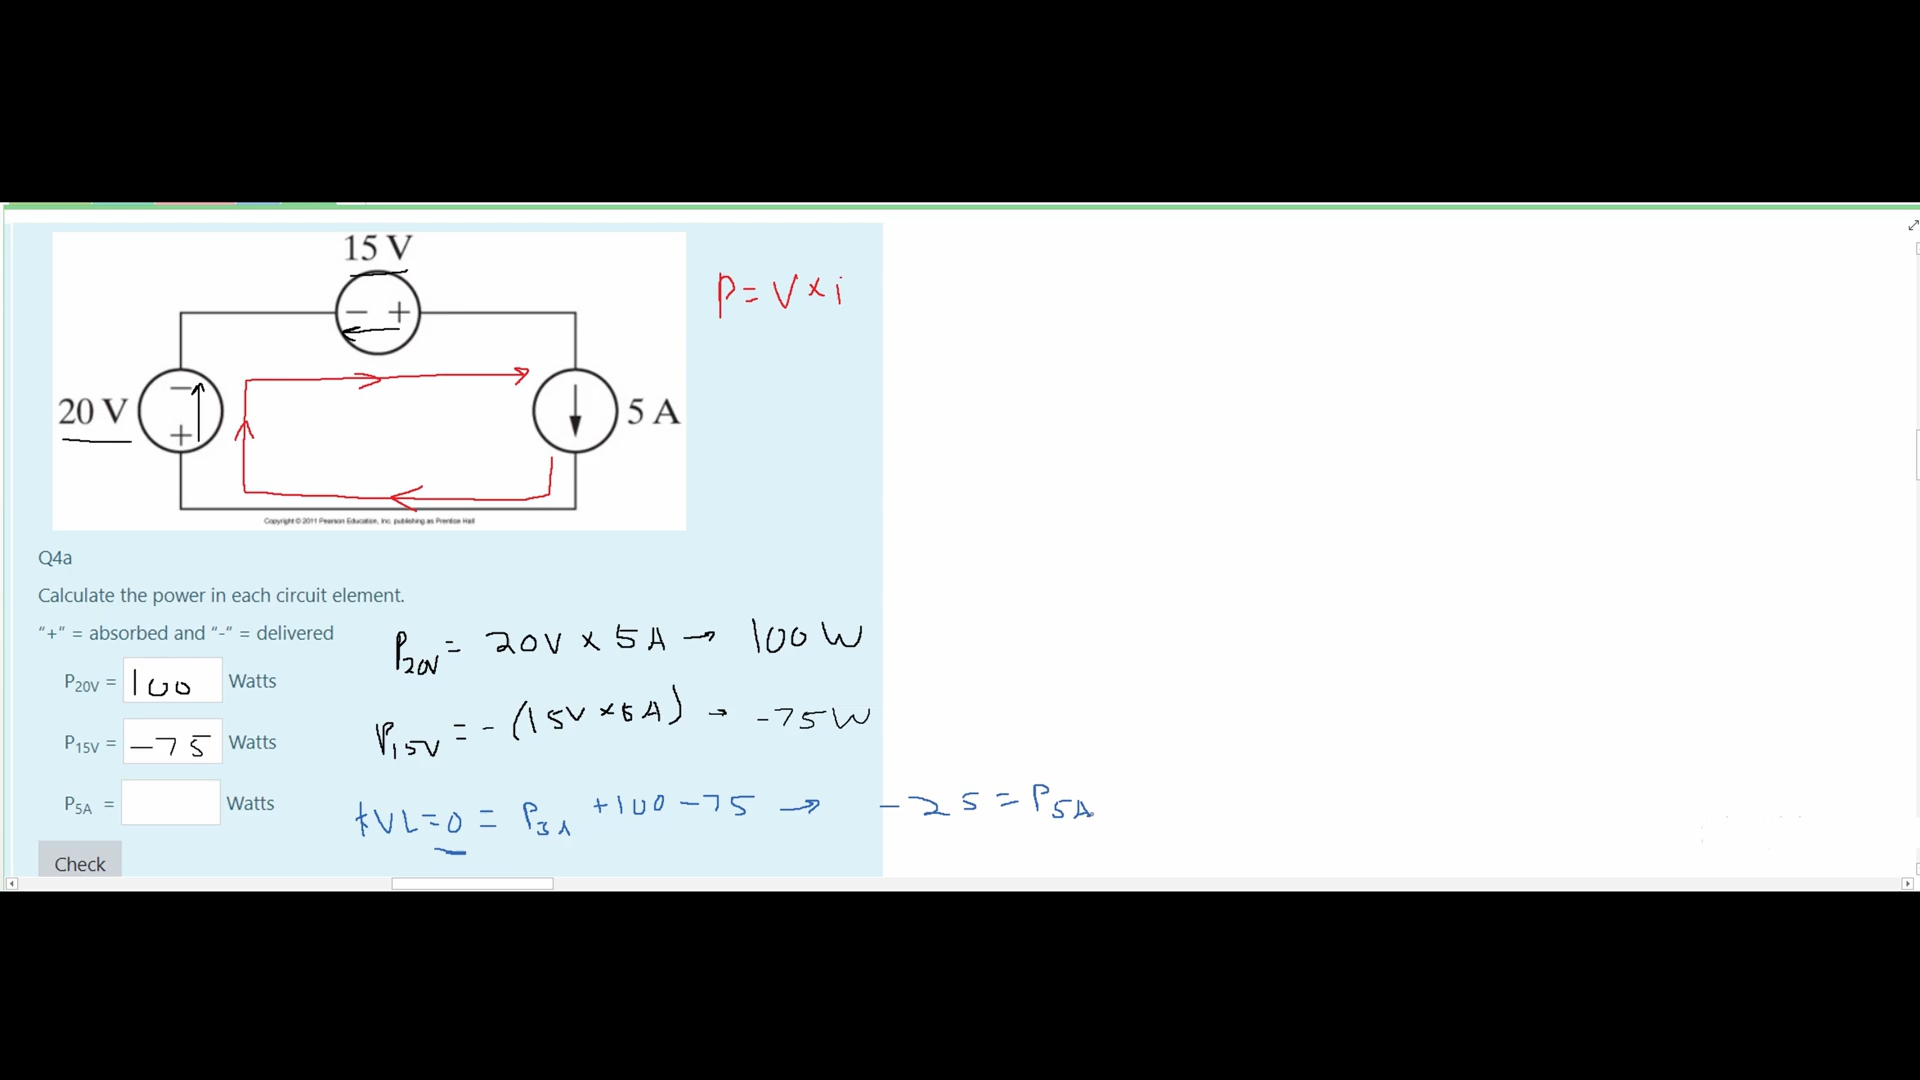 15 V
− +
P = V × i
−
20 V
+
5 A
Copyright © 2011 Pearson Education, Inc. publishing as Prentice Hall
Q4a
Calculate the power in each circuit element.
"+" = absorbed and "-" = delivered
P20V = 20V × 5A → 100 W
P20V = 100 Watts
P15V = - (15V × 5A) → -75W
P15V = -75 Watts
KVL = 0 = P5A +100 -75 → -25 = P5A
P5A = Watts
Check